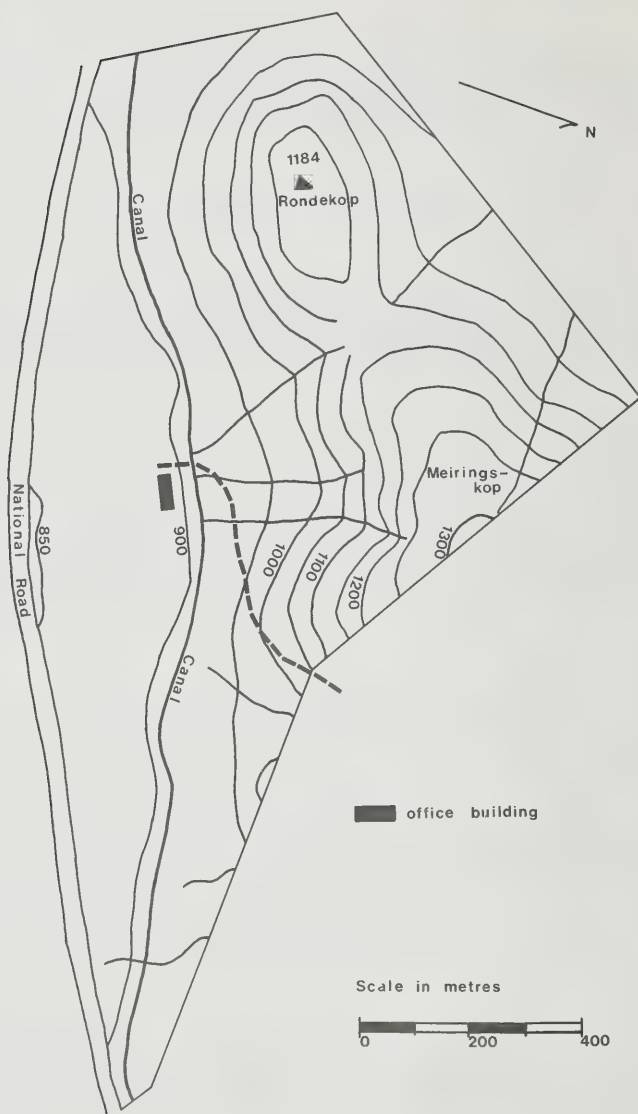 N
1184
Rondekop
Canal
Meirings-
kop
1300
National Road
850
900
1000
1100
1200
Canal
office building
Scale in metres
0
200
400